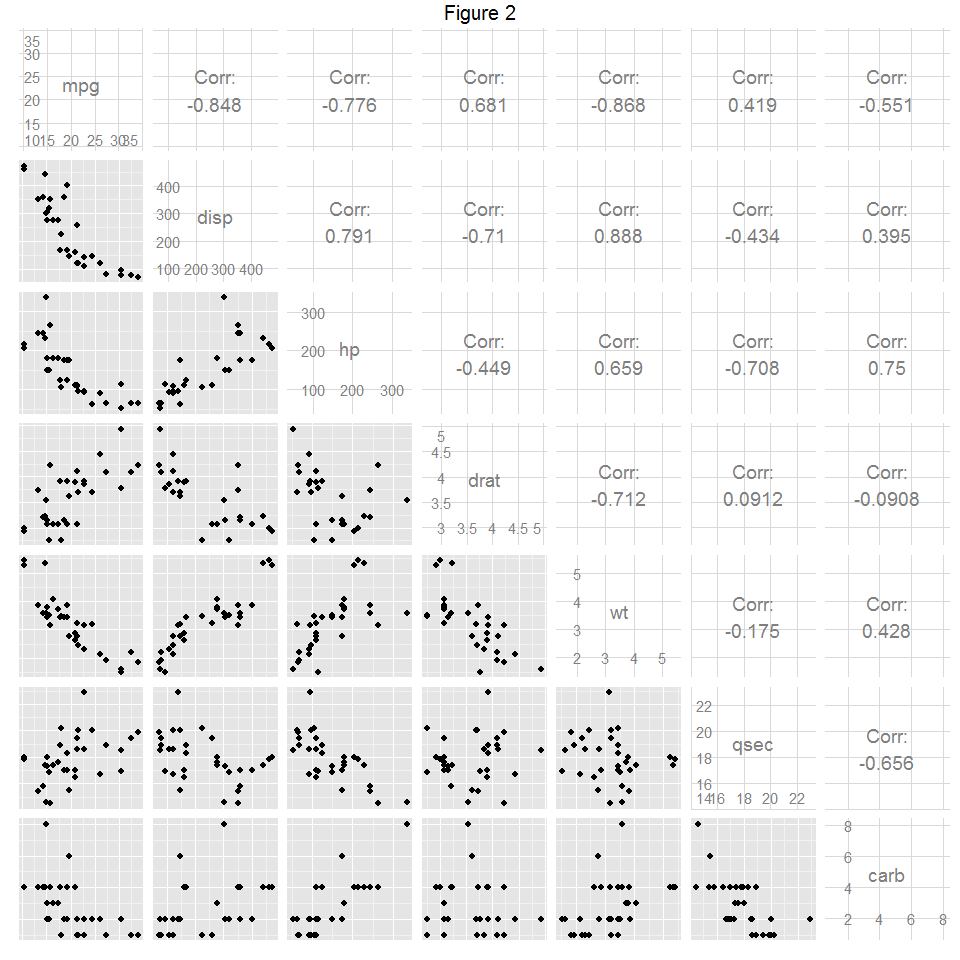 Figure 2
35
30
25 mpg Corr: Corr: Corr: Corr: Corr: Corr:
20 -0.848 -0.776 0.681 -0.868 0.419 -0.551
15
10 15 20 25 30 35
400
300 disp Corr: Corr: Corr: Corr: Corr:
200 0.791 -0.71 0.888 -0.434 0.395
100 200 300 400
300
200 hp Corr: Corr: Corr: Corr:
-0.449 0.659 -0.708 0.75
100 200 300
5
4.5
4 drat Corr: Corr: Corr:
3.5 -0.712 0.0912 -0.0908
3 3.5 4 4.5 5
5
4 wt Corr: Corr:
3 -0.175 0.428
2 3 4 5
22
20 qsec Corr:
18 -0.656
16
14 16 18 20 22
8
6 carb
4
2 4 6 8